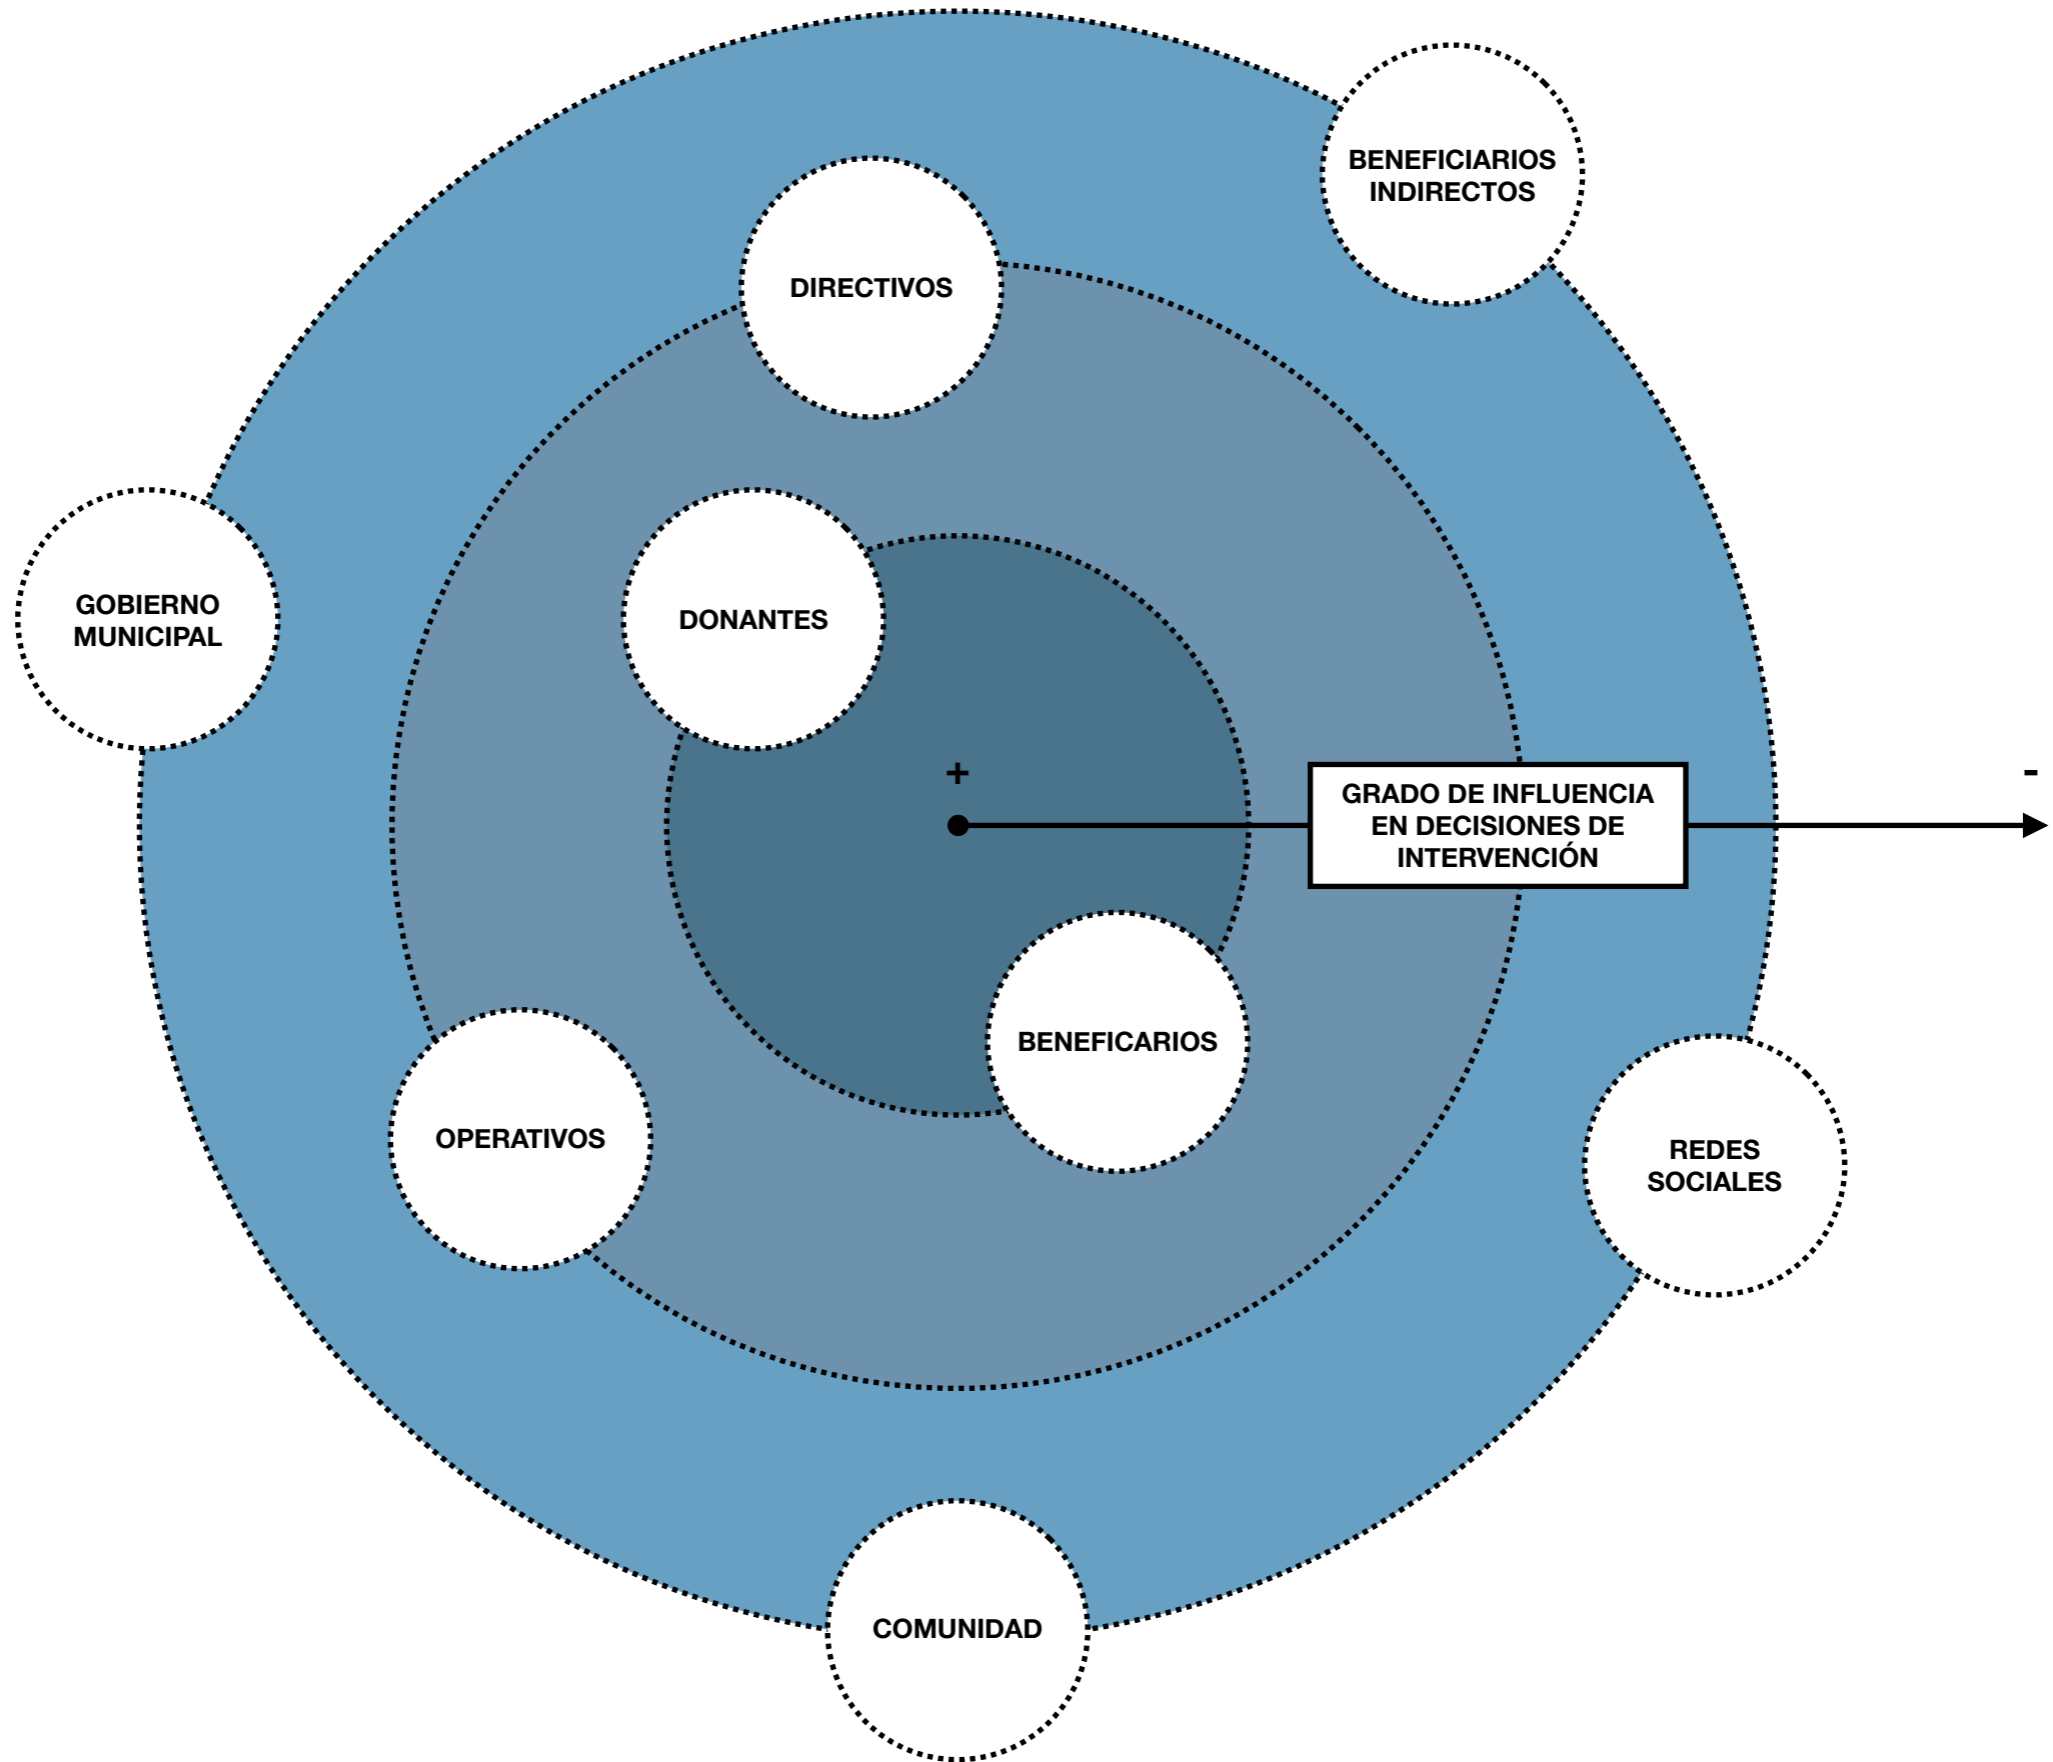 BENEFICIARIOS
INDIRECTOS
DIRECTIVOS
GOBIERNO
MUNICIPAL
DONANTES
+
-
GRADO DE INFLUENCIA
EN DECISIONES DE
INTERVENCIÓN
BENEFICARIOS
OPERATIVOS
REDES
SOCIALES
COMUNIDAD